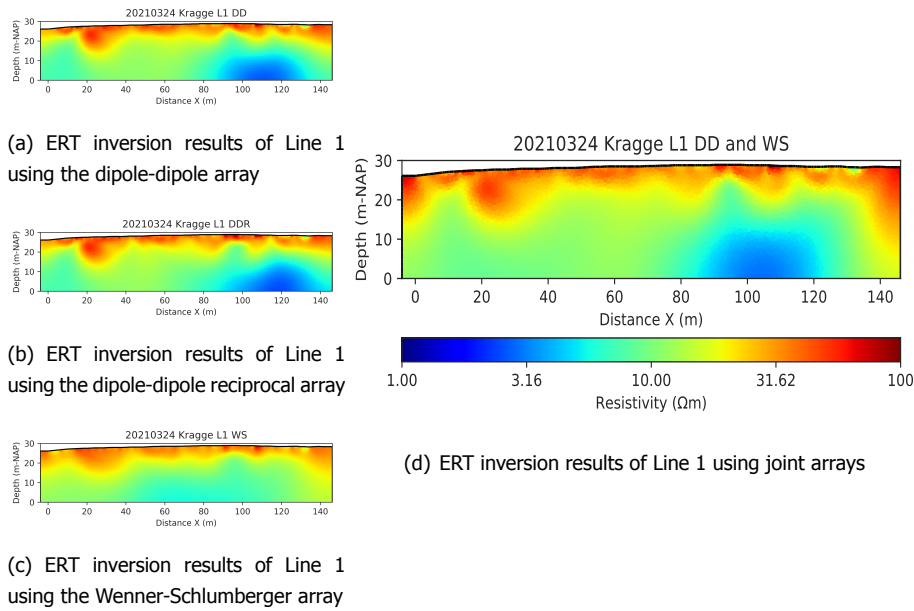 20210324 Kragge L1 DD
Depth (m-NAP)
30
20
10
0
0 20 40 60 80 100 120 140
Distance X (m)
(a) ERT inversion results of Line 1
using the dipole-dipole array
20210324 Kragge L1 DDR
Depth (m-NAP)
30
20
10
0
0 20 40 60 80 100 120 140
Distance X (m)
(b) ERT inversion results of Line 1
using the dipole-dipole reciprocal array
20210324 Kragge L1 WS
Depth (m-NAP)
30
20
10
0
0 20 40 60 80 100 120 140
Distance X (m)
(c) ERT inversion results of Line 1
using the Wenner-Schlumberger array
20210324 Kragge L1 DD and WS
Depth (m-NAP)
30
20
10
0
0 20 40 60 80 100 120 140
Distance X (m)
1.00 3.16 10.00 31.62 100
Resistivity (Ωm)
(d) ERT inversion results of Line 1 using joint arrays